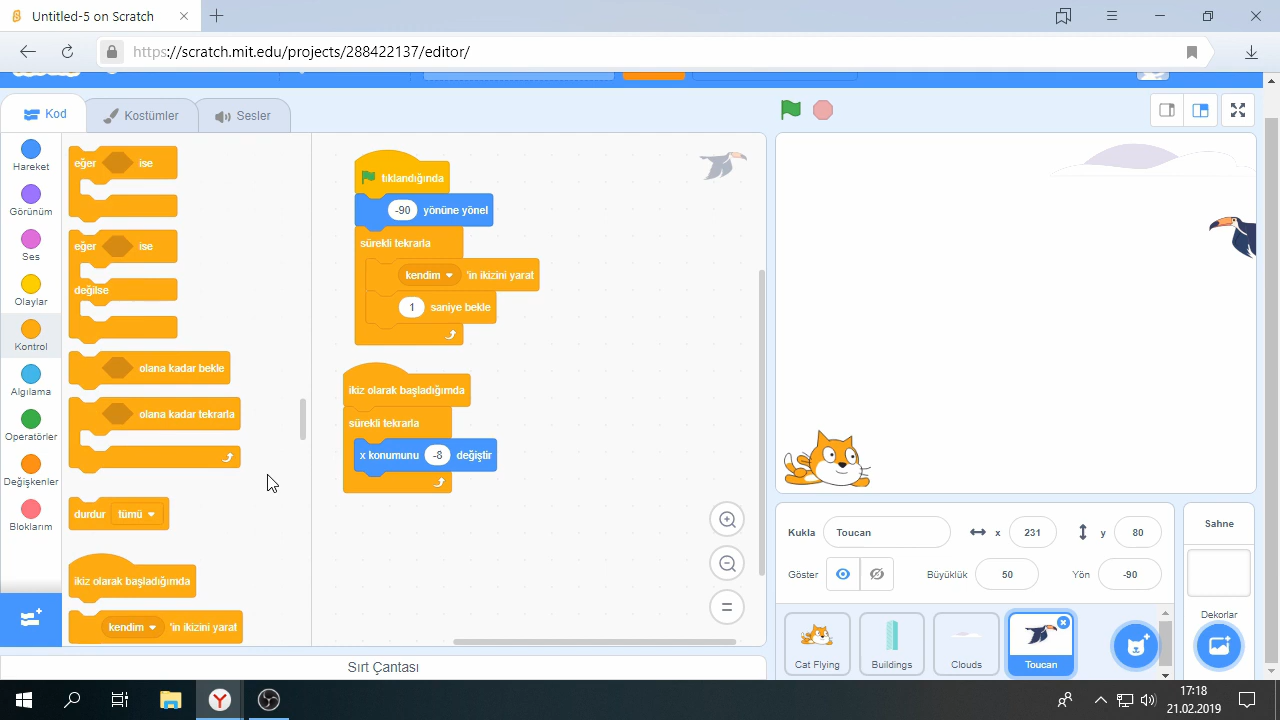 Untitled-5 on Scratch
https://scratch.mit.edu/projects/288422137/editor/
Kod
Kostümler
Sesler
Hareket
Görünüm
Ses
Olaylar
Kontrol
Algılama
Operatörler
Değişkenler
Bloklarım
eğer ise
eğer ise
değilse
olana kadar bekle
olana kadar tekrarla
durdur tümü
ikiz olarak başladığımda
kendim 'in ikizini yarat
tıklandığında
-90 yönüne yönel
sürekli tekrarla
kendim 'in ikizini yarat
1 saniye bekle
ikiz olarak başladığımda
sürekli tekrarla
x konumunu -8 değiştir
Sırt Çantası
Kukla Toucan x 231 y 80
Göster Büyüklük 50 Yön -90
Cat Flying
Buildings
Clouds
Toucan
Sahne
Dekorlar
17:18
21.02.2019